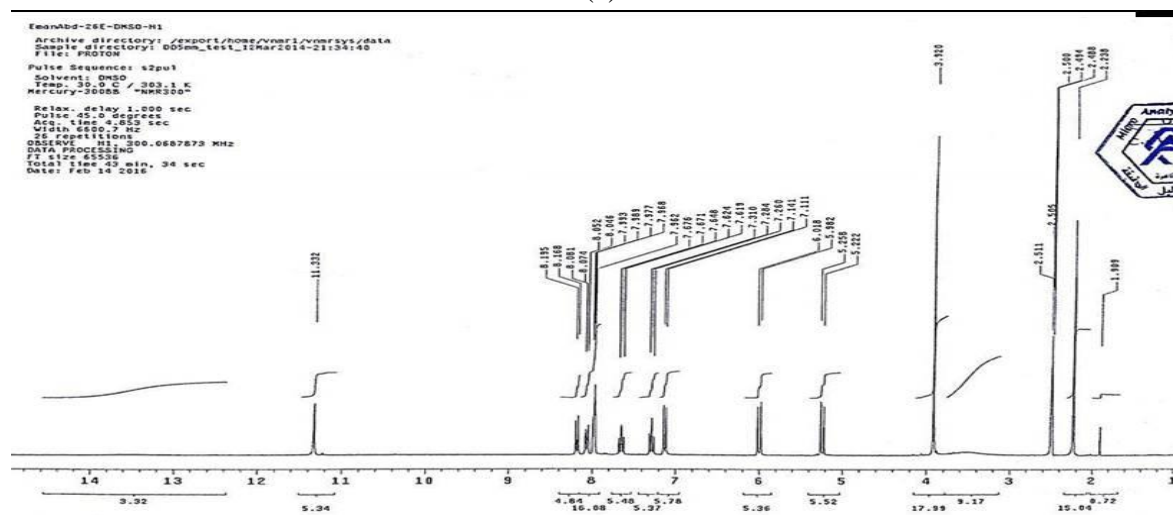 EmanAbd-26E-DMSO-H1
Archive directory: /export/home/vnmr1/vnmrsys/data
Sample directory: DD5mm_test_12Mar2014-21:34:40
File: PROTON
Pulse Sequence: s2pul
Solvent: DMSO
Temp. 30.0 C / 303.1 K
Mercury-300BB "NMR300"
Relax. delay 1.000 sec
Pulse 45.0 degrees
Acq. time 4.853 sec
Width 6600.7 Hz
26 repetitions
OBSERVE H1, 300.0687873 MHz
DATA PROCESSING
FT size 65536
Total time 43 min, 34 sec
Date: Feb 14 2016
11.332
8.195
8.168
8.081
8.074
8.052
8.046
7.993
7.989
7.977
7.968
7.962
7.676
7.671
7.648
7.624
7.619
7.310
7.284
7.260
7.141
7.111
6.018
5.982
5.258
5.222
3.920
2.511
2.505
2.500
2.494
2.488
2.238
1.909
Micro
14 13 12 11 10 9 8 7 6 5 4 3 2 1
3.32 5.34 4.84 16.08 5.48 5.37 5.78 5.36 5.52 17.99 9.17 15.04 0.72